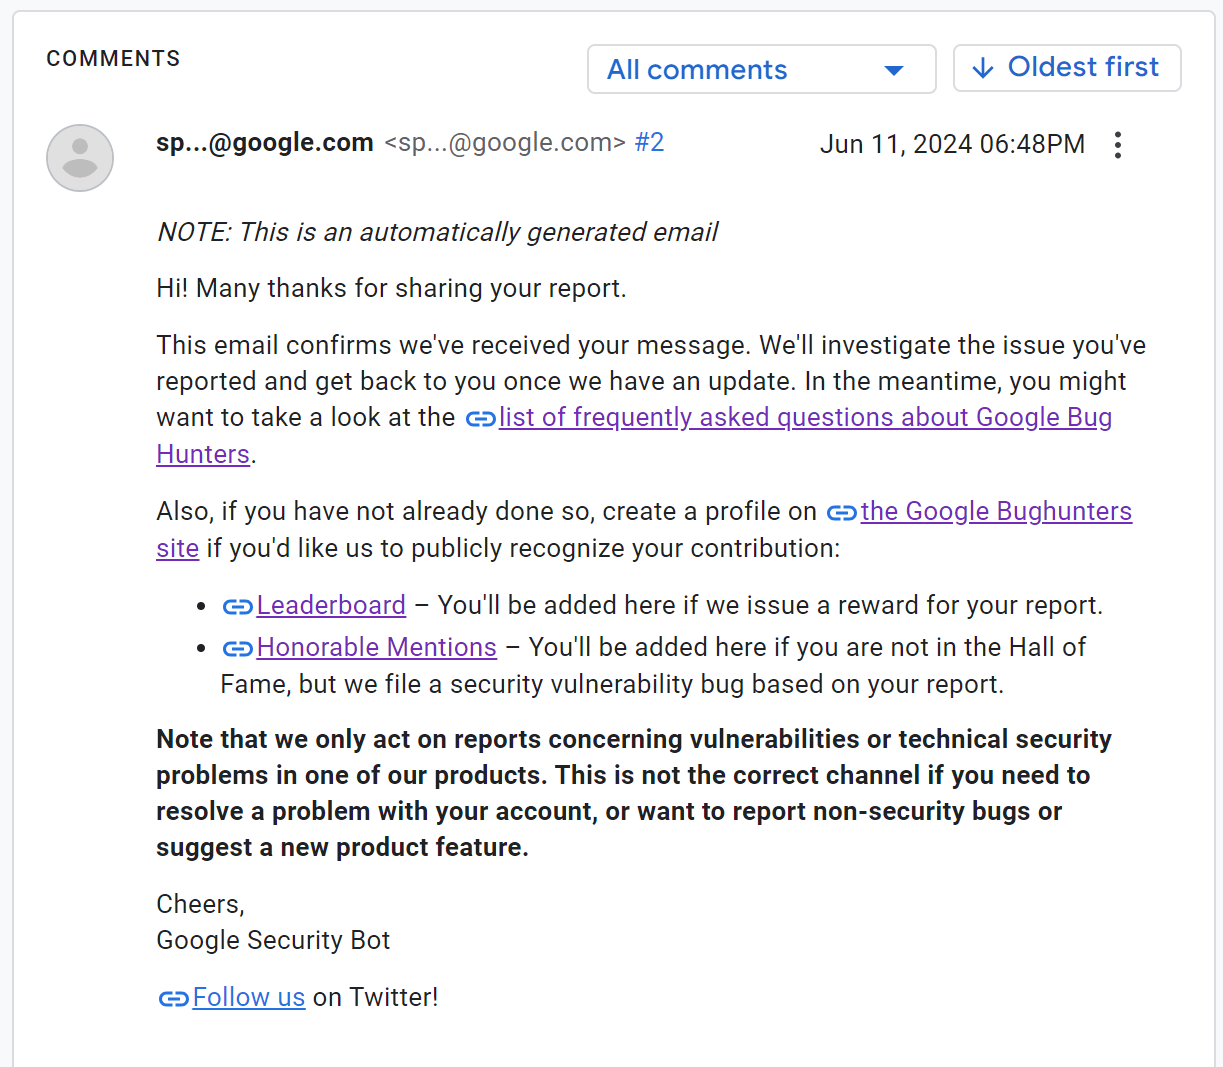 COMMENTS
All comments
Oldest first
sp...@google.com <sp...@google.com> #2
Jun 11, 2024 06:48PM
NOTE: This is an automatically generated email
Hi! Many thanks for sharing your report.
This email confirms we've received your message. We'll investigate the issue you've
reported and get back to you once we have an update. In the meantime, you might
want to take a look at the list of frequently asked questions about Google Bug
Hunters.
Also, if you have not already done so, create a profile on the Google Bughunters
site if you'd like us to publicly recognize your contribution:
• Leaderboard – You'll be added here if we issue a reward for your report.
• Honorable Mentions – You'll be added here if you are not in the Hall of
Fame, but we file a security vulnerability bug based on your report.
Note that we only act on reports concerning vulnerabilities or technical security
problems in one of our products. This is not the correct channel if you need to
resolve a problem with your account, or want to report non-security bugs or
suggest a new product feature.
Cheers,
Google Security Bot
Follow us on Twitter!